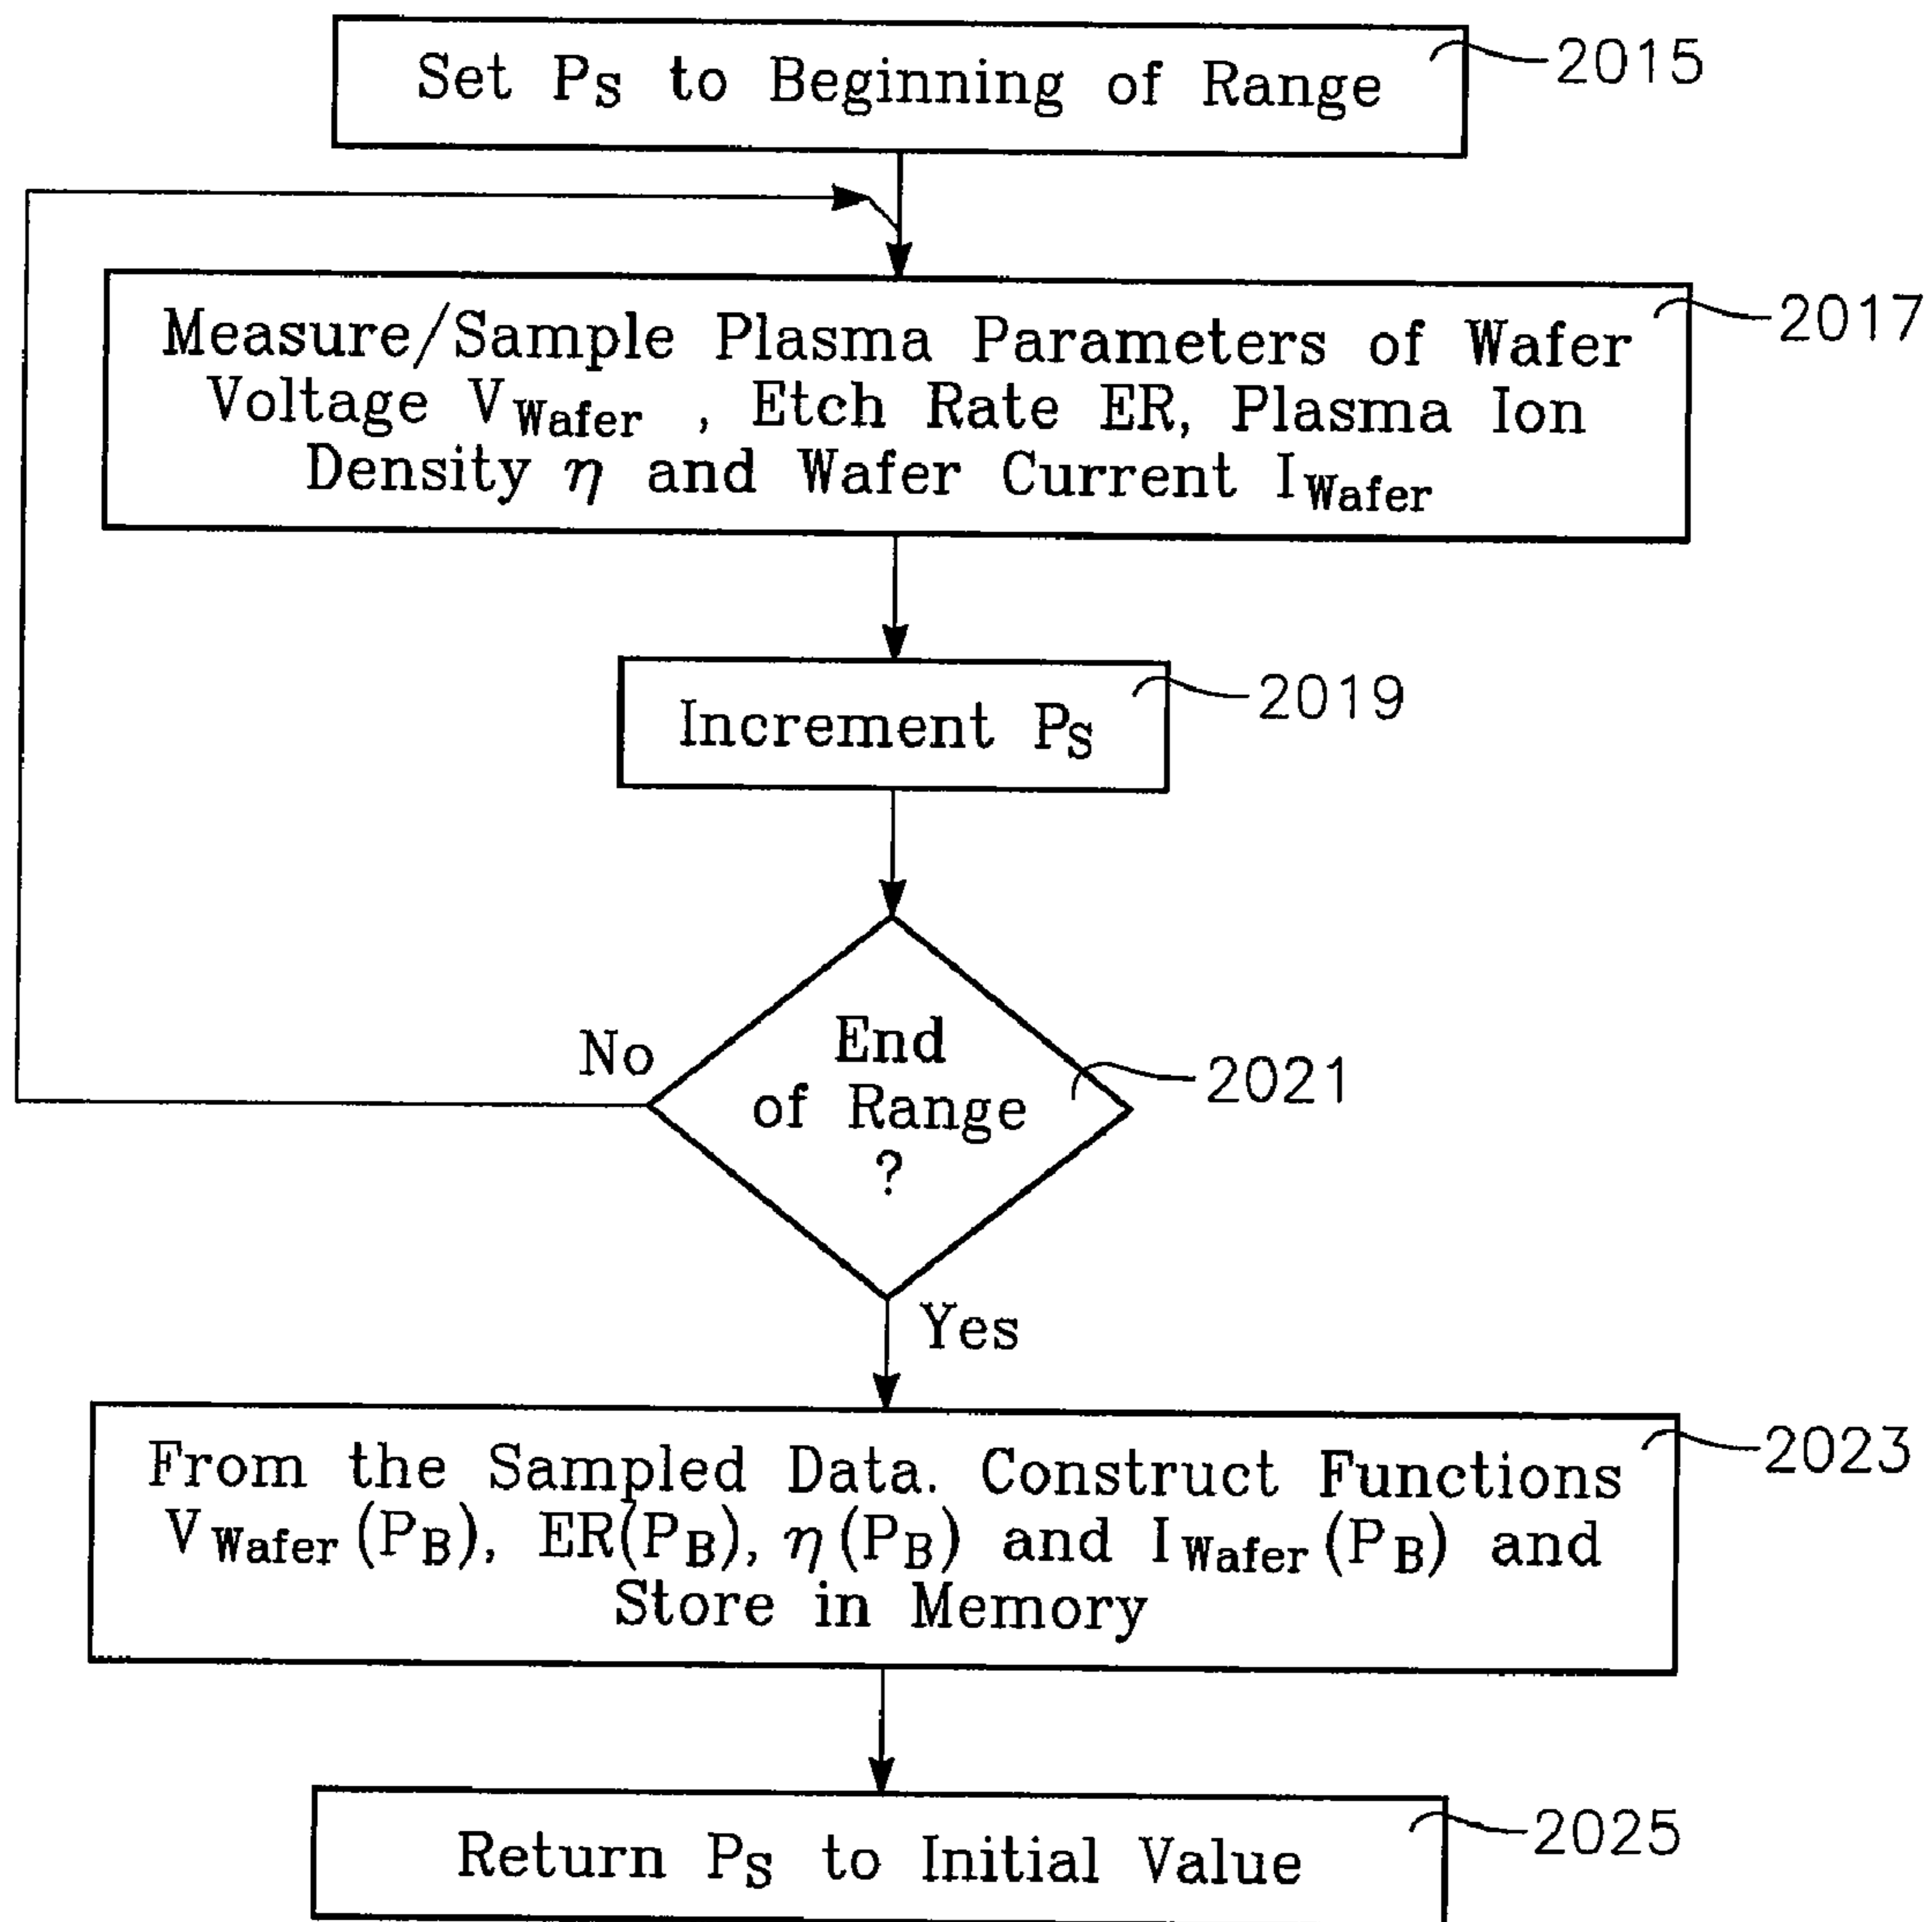 Set PS to Beginning of Range
2015
Measure/Sample Plasma Parameters of Wafer
2017
Voltage VWafer , Etch Rate ER, Plasma Ion
Density η and Wafer Current IWafer
Increment PS
2019
No
End
of Range
?
2021
Yes
From the Sampled Data. Construct Functions
2023
VWafer(PB), ER(PB), η(PB) and IWafer(PB) and
Store in Memory
Return PS to Initial Value
2025